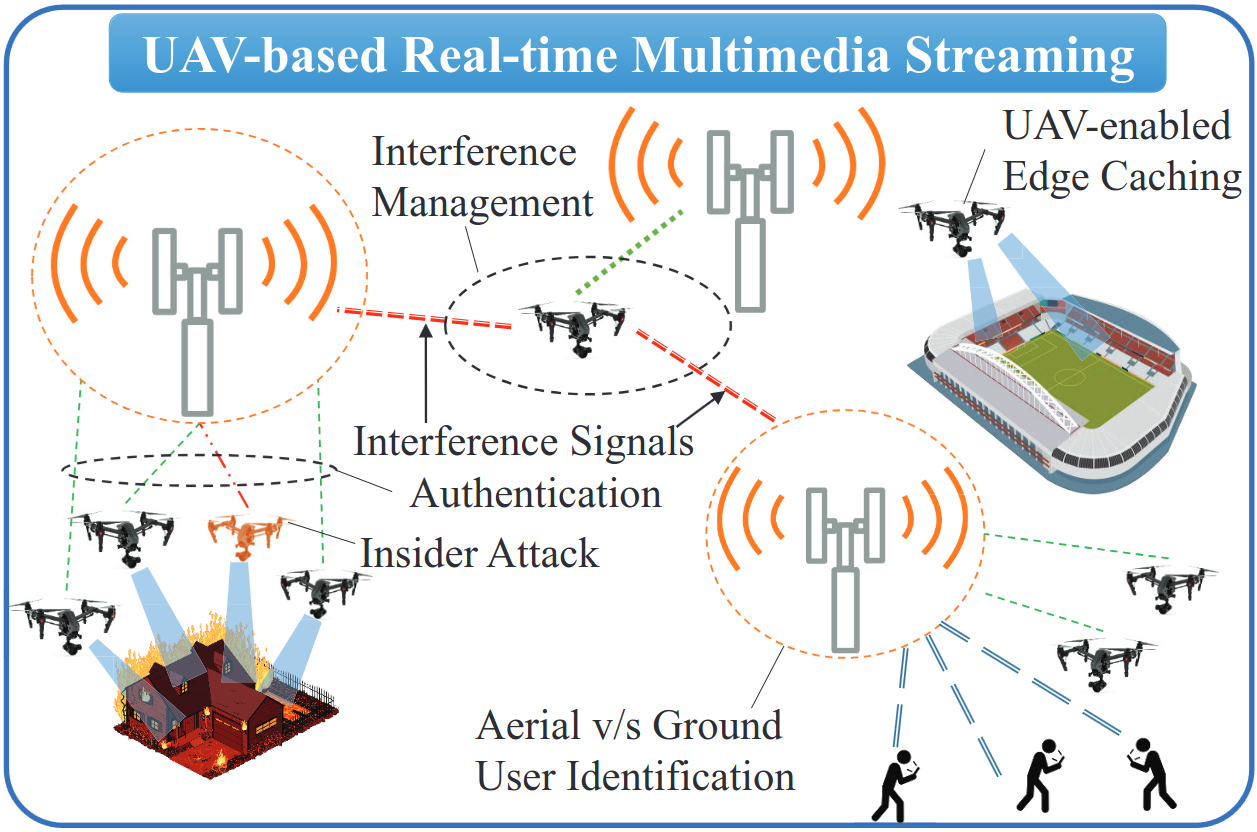 UAV-based Real-time Multimedia Streaming
Interference
Management
UAV-enabled
Edge Caching
Interference Signals
Authentication
Insider Attack
Aerial v/s Ground
User Identification